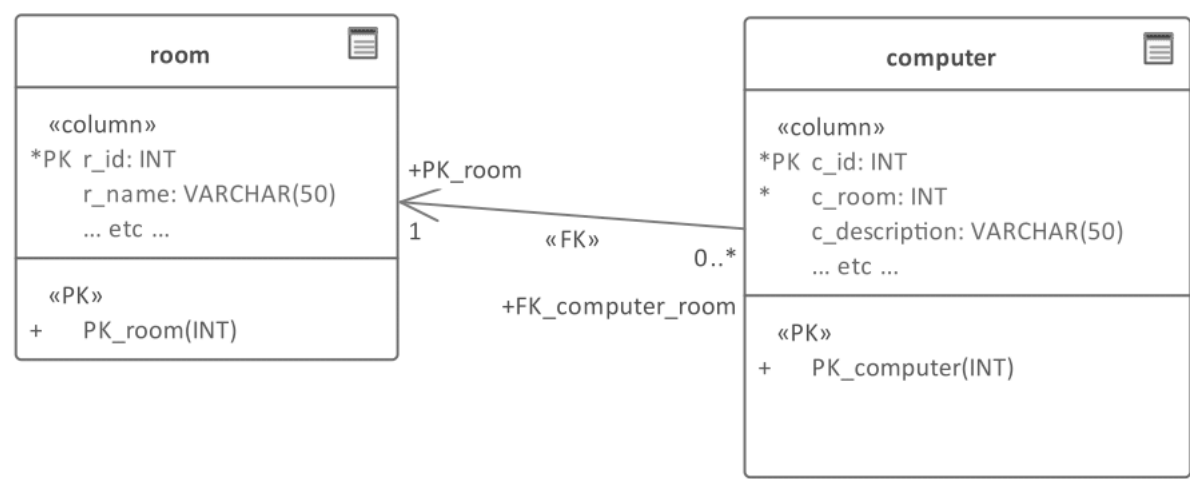 room
«column»
*PK r_id: INT
r_name: VARCHAR(50)
... etc ...
«PK»
+ PK_room(INT)
+PK_room
1
«FK»
0..*
+FK_computer_room
computer
«column»
*PK c_id: INT
* c_room: INT
c_description: VARCHAR(50)
... etc ...
«PK»
+ PK_computer(INT)